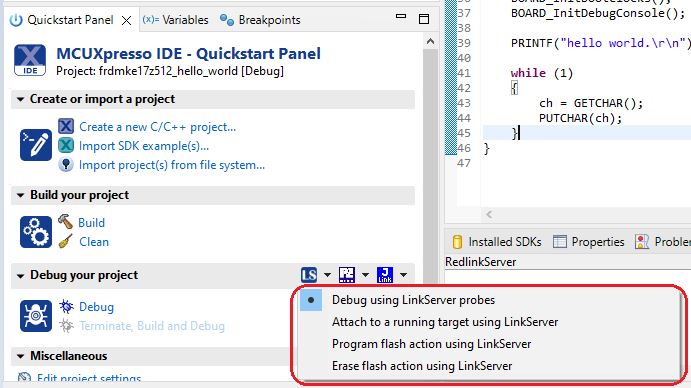 Quickstart Panel
(x)= Variables
Breakpoints
MCUXpresso IDE - Quickstart Panel
IDE
Project: frdmke17z512_hello_world [Debug]
Create or import a project
Create a new C/C++ project...
Import SDK example(s)...
Import project(s) from file system...
Build your project
Build
Clean
Debug your project
LS
Link
Debug
Terminate, Build and Debug
Miscellaneous
Edit project settings
Debug using LinkServer probes
Attach to a running target using LinkServer
Program flash action using LinkServer
Erase flash action using LinkServer
37 BOARD_InitDebugConsole();
38
39 PRINTF("hello world.\r\n")
40
41 while (1)
42 {
43 ch = GETCHAR();
44 PUTCHAR(ch);
45 }
46 }
47
Installed SDKs
Properties
Problem
RedlinkServer